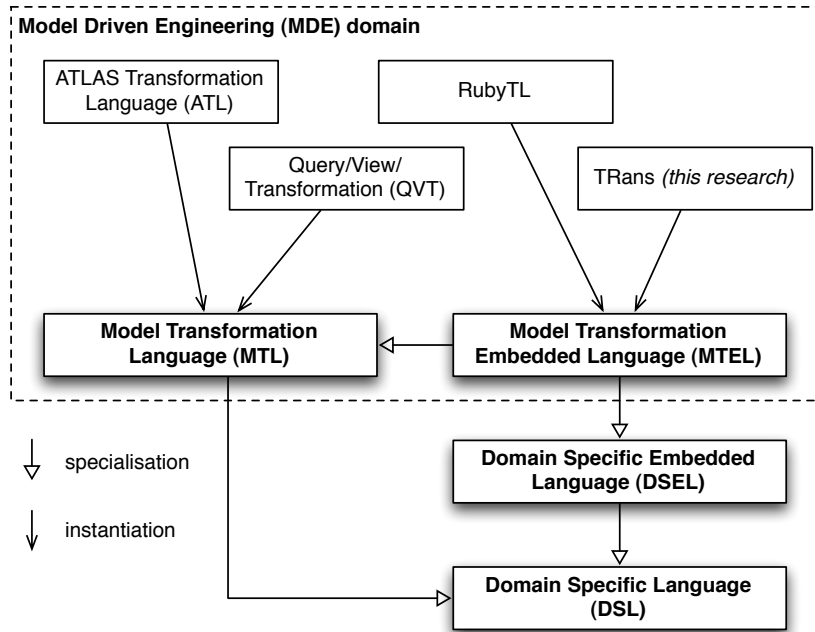 Model Driven Engineering (MDE) domain
ATLAS Transformation
Language (ATL)
RubyTL
Query/View/
Transformation (QVT)
TRans (this research)
Model Transformation
Language (MTL)
Model Transformation
Embedded Language (MTEL)
specialisation
instantiation
Domain Specific Embedded
Language (DSEL)
Domain Specific Language
(DSL)